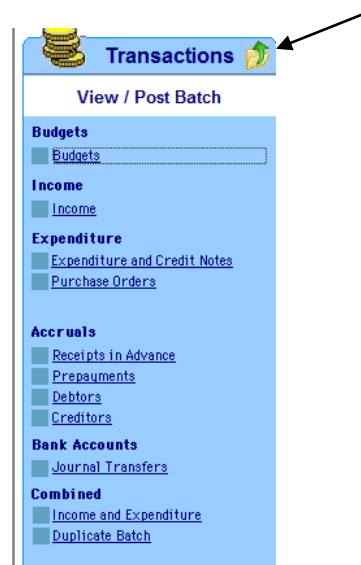 Transactions
View / Post Batch
Budgets
Budgets
Income
Income
Expenditure
Expenditure and Credit Notes
Purchase Orders
Accruals
Receipts in Advance
Prepayments
Debtors
Creditors
Bank Accounts
Journal Transfers
Combined
Income and Expenditure
Duplicate Batch